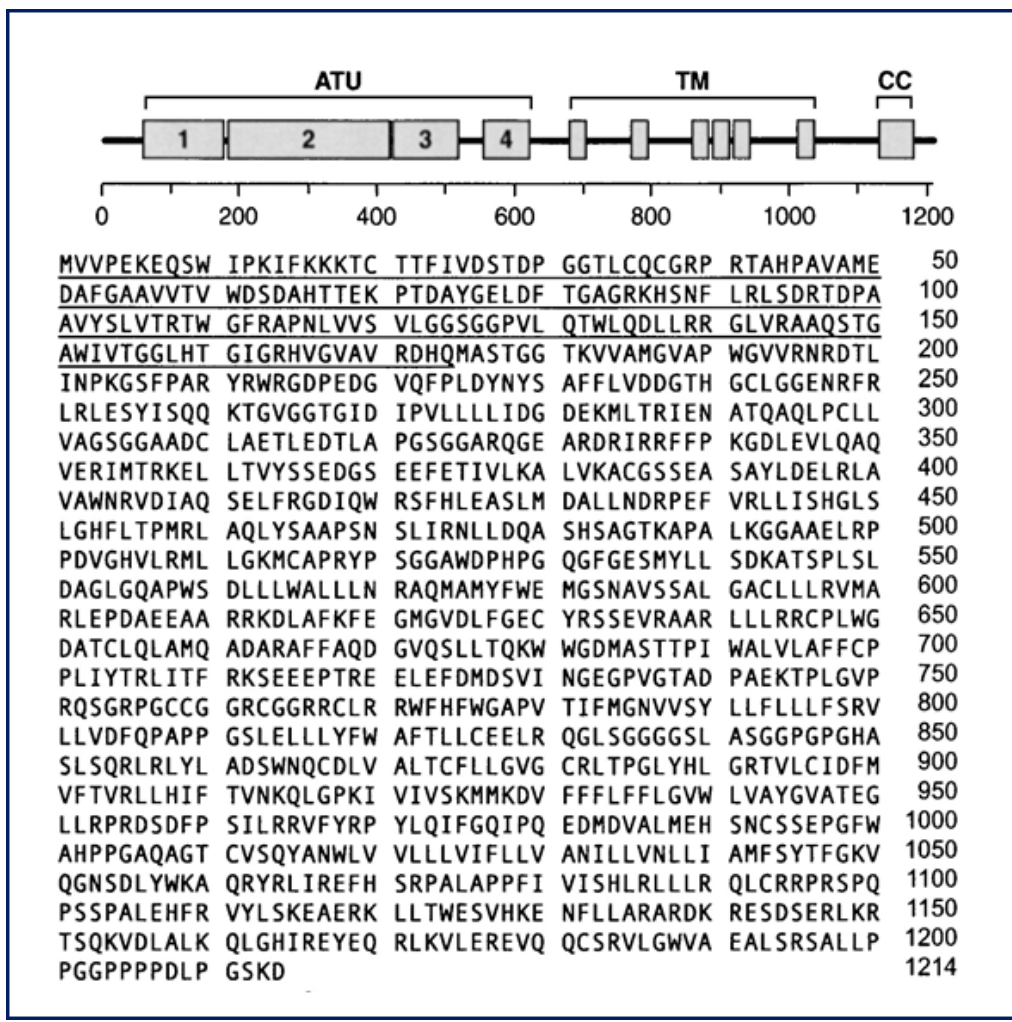 ATU TM CC
1 2 3 4
0 200 400 600 800 1000 1200
MVVPEKEQSW IPKIFKKKTC TTFIVDSTDP GGTLCQCGRP RTAHPAVAME 50
DAFGAAVVTV WDSDAHTTEK PTDAYGELDF TGAGRKHSNF LRLSDRTDPA 100
AVYSLVTRTW GFRAPNLVVS VLGGSGGPVL QTWLQDLLRR GLVRAAQSTG 150
AWIVTGGLHT GIGRHVGVAV RDHQMASTGG TKVVAMGVAP WGVVRNRDTL 200
INPKGSFPAR YRWRGDPEDG VQFPLDYNYS AFFLVDDGTH GCLGGENRFR 250
LRLESYISQQ KTGVGGTGID IPVLLLLIDG DEKMLTRIEN ATQAQLPCLL 300
VAGSGGAADC LAETLEDTLA PGSGGARQGE ARDRIRRFFP KGDLEVLQAQ 350
VERIMTRKEL LTVYSSEDGS EEFETIVLKA LVKACGSSEA SAYLDELRLA 400
VAWNRVDIAQ SELFRGDIQW RSFHLEASLM DALLNDRPEF VRLLISHGLS 450
LGHFLTPMRL AQLYSAAPSN SLIRNLLDQA SHSAGTKAPA LKGGAAELRP 500
PDVGHVLRML LGKMCAPRYP SGGAWDPHPG QGFGESMYLL SDKATSPLSL 550
DAGLGQAPWS DLLLWALLLN RAQMAMYFWE MGSNAVSSAL GACLLLRVMA 600
RLEPDAEEAA RRKDLAFKFE GMGVDLFGEC YRSSEVRAAR LLLRRCPLWG 650
DATCLQLAMQ ADARAFFAQD GVQSLLTQKW WGDMASTTPI WALVLAFFCP 700
PLIYTRLITF RKSEEEPTRE ELEFDMDSVI NGEGPVGTAD PAEKTPLGVP 750
RQSGRPGCCG GRCGGRRCLR RWFHFWGAPV TIFMGNVVSY LLFLLLFSRV 800
LLVDFQPAPP GSLELLLYFW AFTLLCEELR QGLSGGGGSL ASGGPGPGHA 850
SLSQRLRLYL ADSWNQCDLV ALTCFLLGVG CRLTPGLYHL GRTVLCIDFM 900
VFTVRLLHIF TVNKQLGPKI VIVSKMMKDV FFFLFFLGVW LVAYGVATEG 950
LLRPRDSDFP SILRRVFYRP YLQIFGQIPQ EDMDVALMEH SNCSSEPGFW 1000
AHPPGAQAGT CVSQYANWLV VLLLVIFLLV ANILLVNLLI AMFSYTFGKV 1050
QGNSDLYWKA QRYRLIREFH SRPALAPPFI VISHLRLLLR QLCRRPRSPQ 1100
PSSPALEHFR VYLSKEAERK LLTWESVHKE NFLLARARDK RESDSERLKR 1150
TSQKVDLALK QLGHIREYEQ RLKVLEREVQ QCSRVLGWVA EALSRSALLP 1200
PGGPPPPDLP GSKD 1214